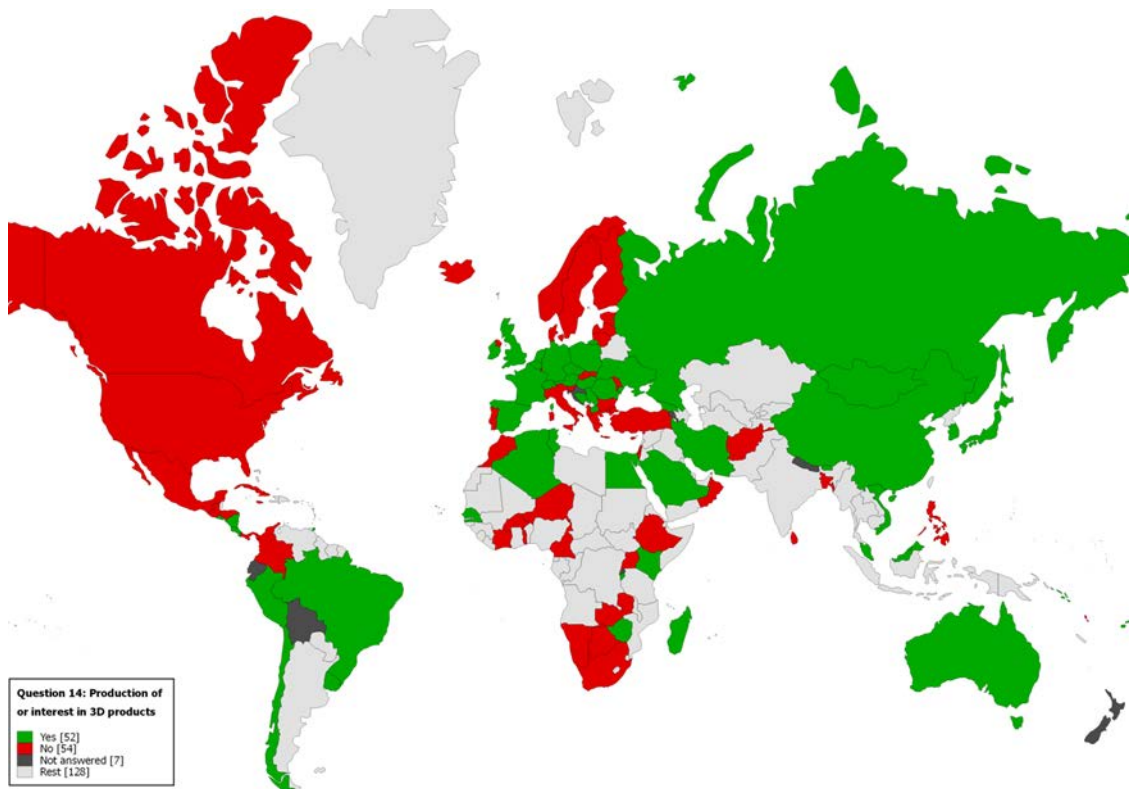 Question 14: Production of
or interest in 3D products
Yes [52]
No [54]
Not answered [7]
Rest [128]